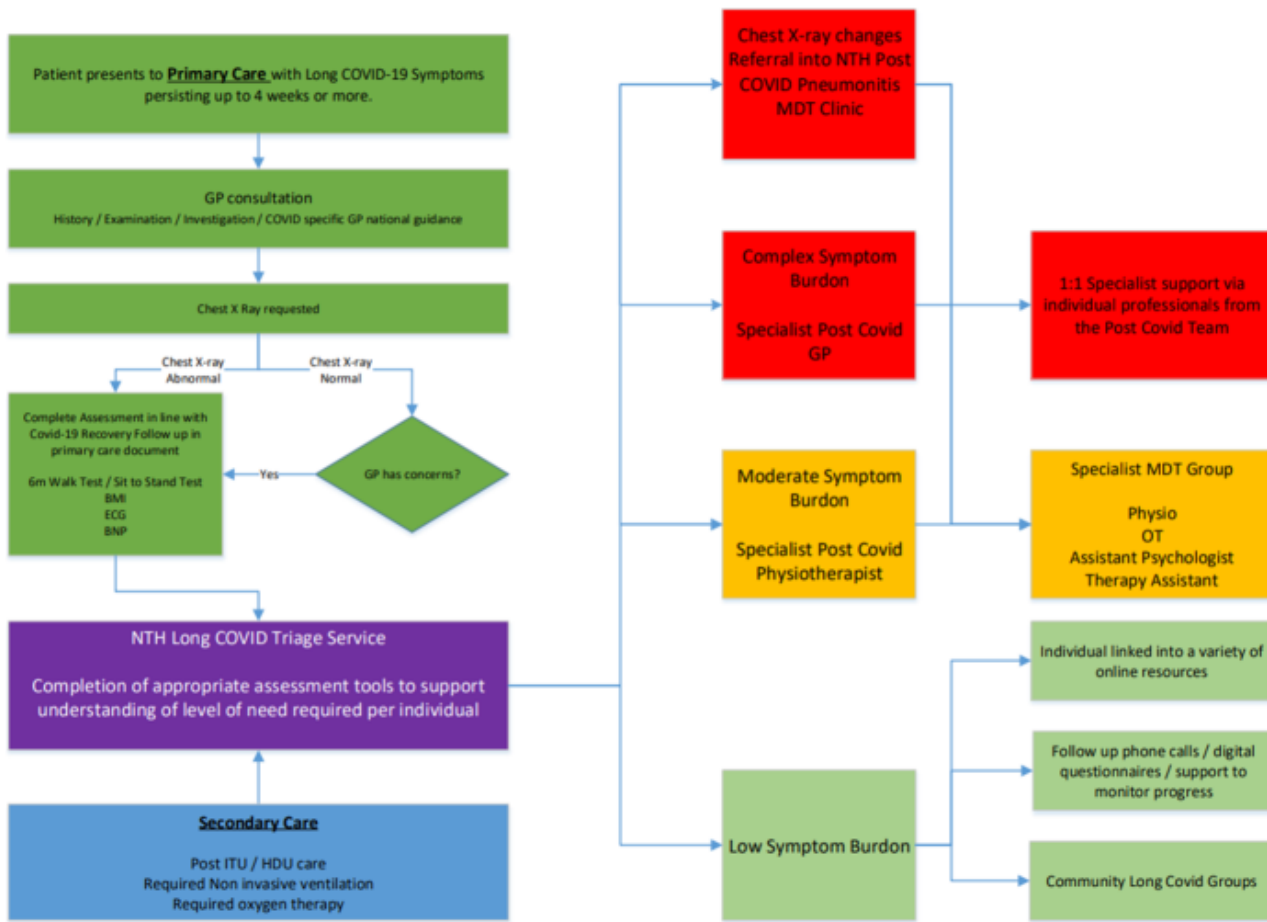 Patient presents to Primary Care with Long COVID-19 Symptoms
persisting up to 4 weeks or more.
GP consultation
History / Examination / Investigation / COVID specific GP national guidance
Chest X Ray requested
Chest X-ray
Abnormal
Chest X-ray
Normal
Complete Assessment in line with
Covid-19 Recovery Follow up in
primary care document
6m Walk Test / Sit to Stand Test
BMI
ECG
BNP
Yes
GP has concerns?
NTH Long COVID Triage Service
Completion of appropriate assessment tools to support
understanding of level of need required per individual
Secondary Care
Post ITU / HDU care
Required Non invasive ventilation
Required oxygen therapy
Chest X-ray changes
Referral into NTH Post
COVID Pneumonitis
MDT Clinic
Complex Symptom
Burdon
Specialist Post Covid
GP
1:1 Specialist support via
individual professionals from
the Post Covid Team
Moderate Symptom
Burdon
Specialist Post Covid
Physiotherapist
Specialist MDT Group
Physio
OT
Assistant Psychologist
Therapy Assistant
Low Symptom Burdon
Individual linked into a variety of
online resources
Follow up phone calls / digital
questionnaires / support to
monitor progress
Community Long Covid Groups